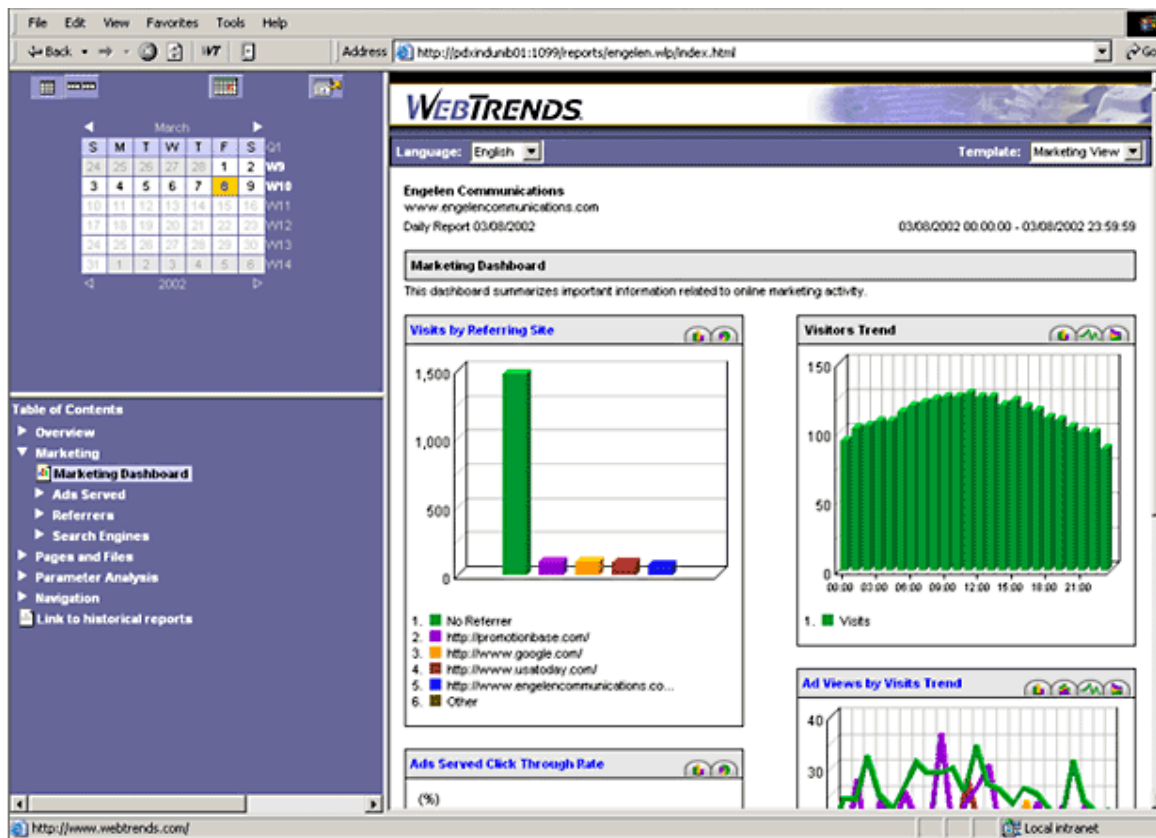 File Edit View Favorites Tools Help
Back WT Address http://pdxindunib01:1099/reports/engelen.wlp/index.html Go
March
S M T W T F S Q1
24 25 26 27 28 1 2 W9
3 4 5 6 7 8 9 W10
10 11 12 13 14 15 16 W11
17 18 19 20 21 22 23 W12
24 25 26 27 28 29 30 W13
31 1 2 3 4 5 6 W14
2002
Table of Contents
Overview
Marketing
Marketing Dashboard
Ads Served
Referrers
Search Engines
Pages and Files
Parameter Analysis
Navigation
Link to historical reports
WEBTRENDS
Language: English Template: Marketing View
Engelen Communications
www.engelencommunications.com
Daily Report 03/08/2002 03/08/2002 00:00:00 - 03/08/2002 23:59:59
Marketing Dashboard
This dashboard summarizes important information related to online marketing activity.
Visits by Referring Site
1,500
1,000
500
0
1. No Referrer
2. http://promotionbase.com/
3. http://www.google.com/
4. http://www.usatoday.com/
5. http://www.engelencommunications.co...
6. Other
Visitors Trend
150
100
50
0
00:00 03:00 06:00 09:00 12:00 15:00 18:00 21:00
1. Visits
Ads Served Click Through Rate
(%)
Ad Views by Visits Trend
40
30
http://www.webtrends.com/ Local intranet